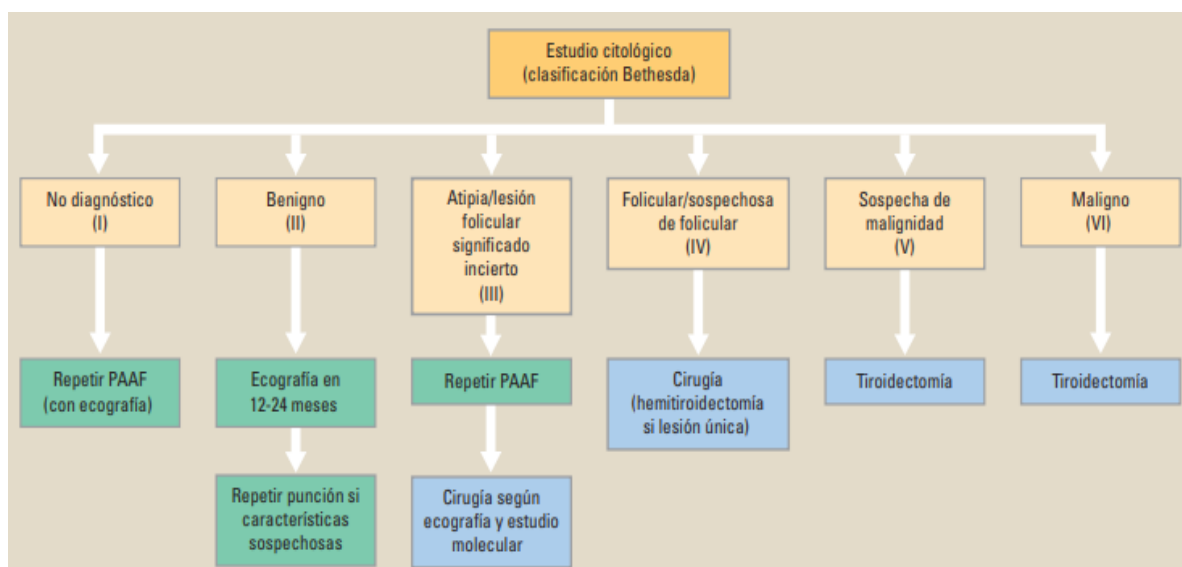 Estudio citológico
(clasificación Bethesda)
No diagnóstico
(I)
Benigno
(II)
Atipia/lesión
folicular
significado
incierto
(III)
Folicular/sospechosa
de folicular
(IV)
Sospecha de
malignidad
(V)
Maligno
(VI)
Repetir PAAF
(con ecografía)
Ecografía en
12-24 meses
Repetir PAAF
Cirugía
(hemitiroidectomía
si lesión única)
Tiroidectomía
Tiroidectomía
Repetir punción si
características
sospechosas
Cirugía según
ecografía y estudio
molecular